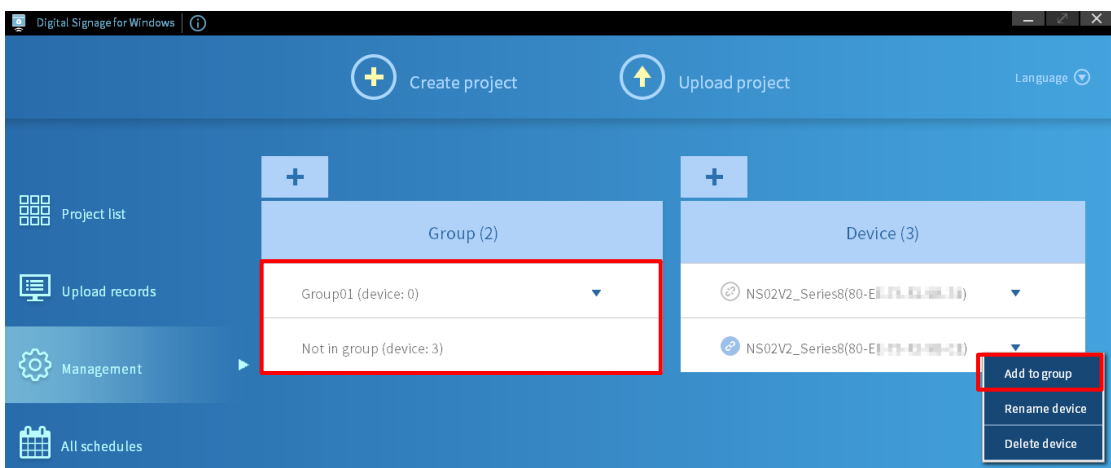 Digital Signage for Windows
Create project
Upload project
Language
Project list
Upload records
Management
All schedules
Group (2)
Group01 (device: 0)
Not in group (device: 3)
Device (3)
NS02V2_Series8(80-E
NS02V2_Series8(80-E
Add to group
Rename device
Delete device